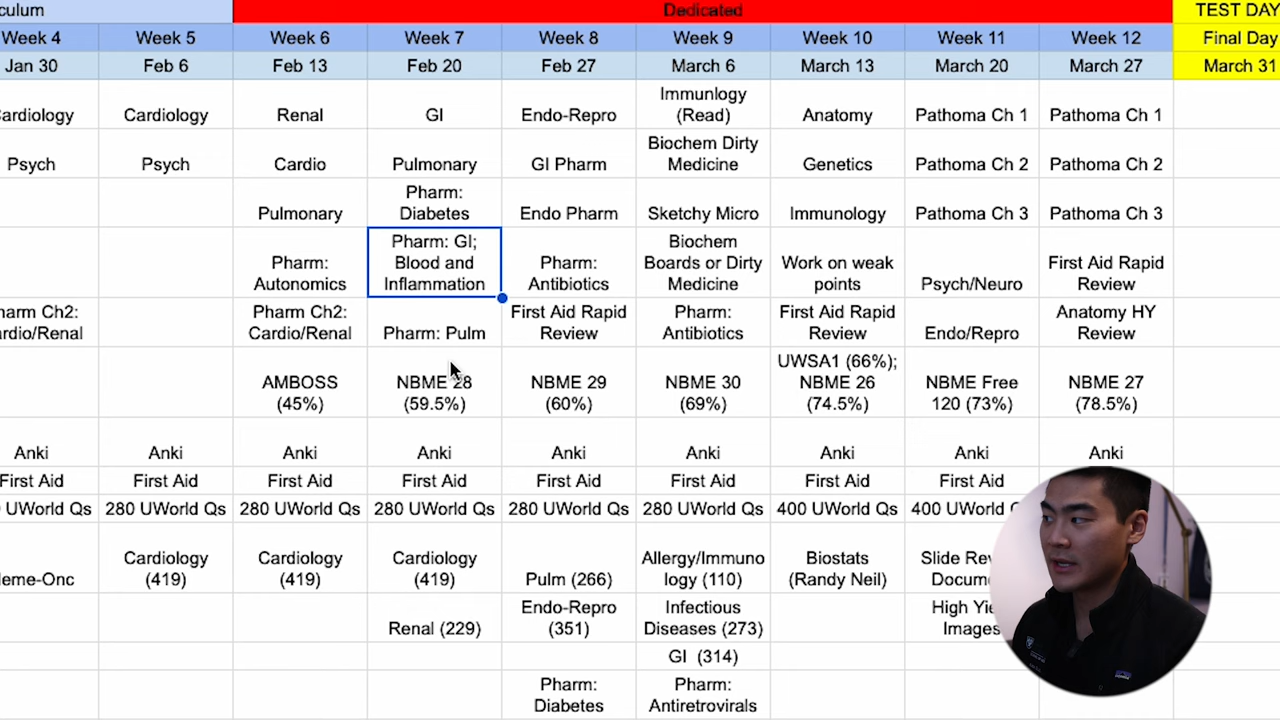 culum Dedicated TEST DAY
Week 4 Week 5 Week 6 Week 7 Week 8 Week 9 Week 10 Week 11 Week 12 Final Day
Jan 30 Feb 6 Feb 13 Feb 20 Feb 27 March 6 March 13 March 20 March 27 March 31
Immunlogy
Cardiology Cardiology Renal GI Endo-Repro (Read) Anatomy Pathoma Ch 1 Pathoma Ch 1
Biochem Dirty
Psych Psych Cardio Pulmonary GI Pharm Medicine Genetics Pathoma Ch 2 Pathoma Ch 2
Pharm:
Pulmonary Diabetes Endo Pharm Sketchy Micro Immunology Pathoma Ch 3 Pathoma Ch 3
Pharm: GI; Biochem
Pharm: Blood and Pharm: Boards or Dirty Work on weak First Aid Rapid
Autonomics Inflammation Antibiotics Medicine points Psych/Neuro Review
harm Ch2: Pharm Ch2: First Aid Rapid Pharm: First Aid Rapid Anatomy HY
rdio/Renal Cardio/Renal Pharm: Pulm Review Antibiotics Review Endo/Repro Review
UWSA1 (66%);
AMBOSS NBME 28 NBME 29 NBME 30 NBME 26 NBME Free NBME 27
(45%) (59.5%) (60%) (69%) (74.5%) 120 (73%) (78.5%)
Anki Anki Anki Anki Anki Anki Anki Anki Anki
First Aid First Aid First Aid First Aid First Aid First Aid First Aid First Aid
UWorld Qs 280 UWorld Qs 280 UWorld Qs 280 UWorld Qs 280 UWorld Qs 280 UWorld Qs 400 UWorld Qs 400 UWorld
Cardiology Cardiology Cardiology Allergy/Immuno Biostats Slide Rev
leme-Onc (419) (419) (419) Pulm (266) logy (110) (Randy Neil) Docum
Endo-Repro Infectious High Yie
Renal (229) (351) Diseases (273) Images
GI (314)
Pharm: Pharm:
Diabetes Antiretrovirals